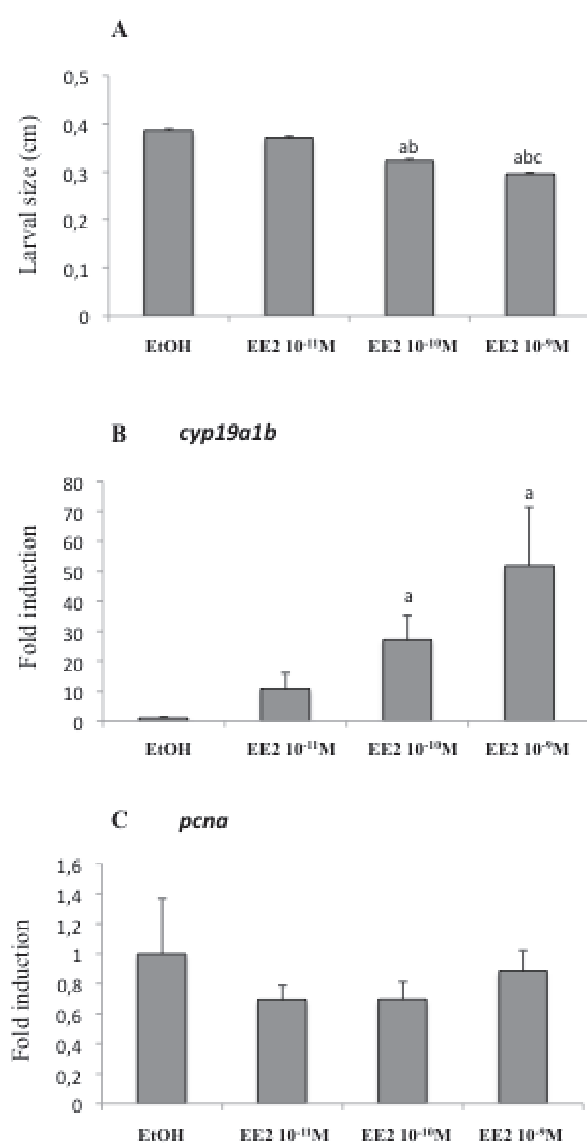 A
Larval size (cm)
0,5
0,4
0,3
0,2
0,1
0
ab
abc
EtOH EE2 10⁻¹¹M EE2 10⁻¹⁰M EE2 10⁻⁹M
B cyp19a1b
Fold induction
80
70
60
50
40
30
20
10
0
a
a
EtOH EE2 10⁻¹¹M EE2 10⁻¹⁰M EE2 10⁻⁹M
C pcna
Fold induction
1,6
1,4
1,2
1
0,8
0,6
0,4
0,2
0
EtOH EE2 10⁻¹¹M EE2 10⁻¹⁰M EE2 10⁻⁹M